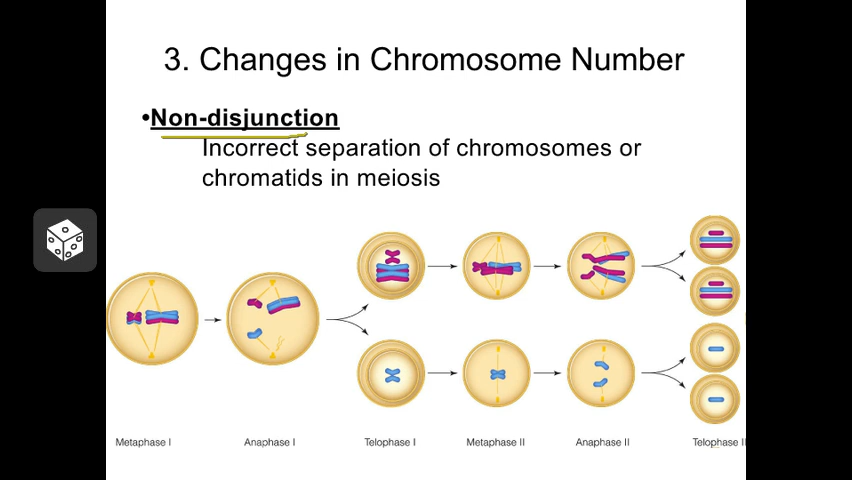 3. Changes in Chromosome Number
•Non-disjunction
Incorrect separation of chromosomes or
chromatids in meiosis
Metaphase I
Anaphase I
Telophase I
Metaphase II
Anaphase II
Telophase II